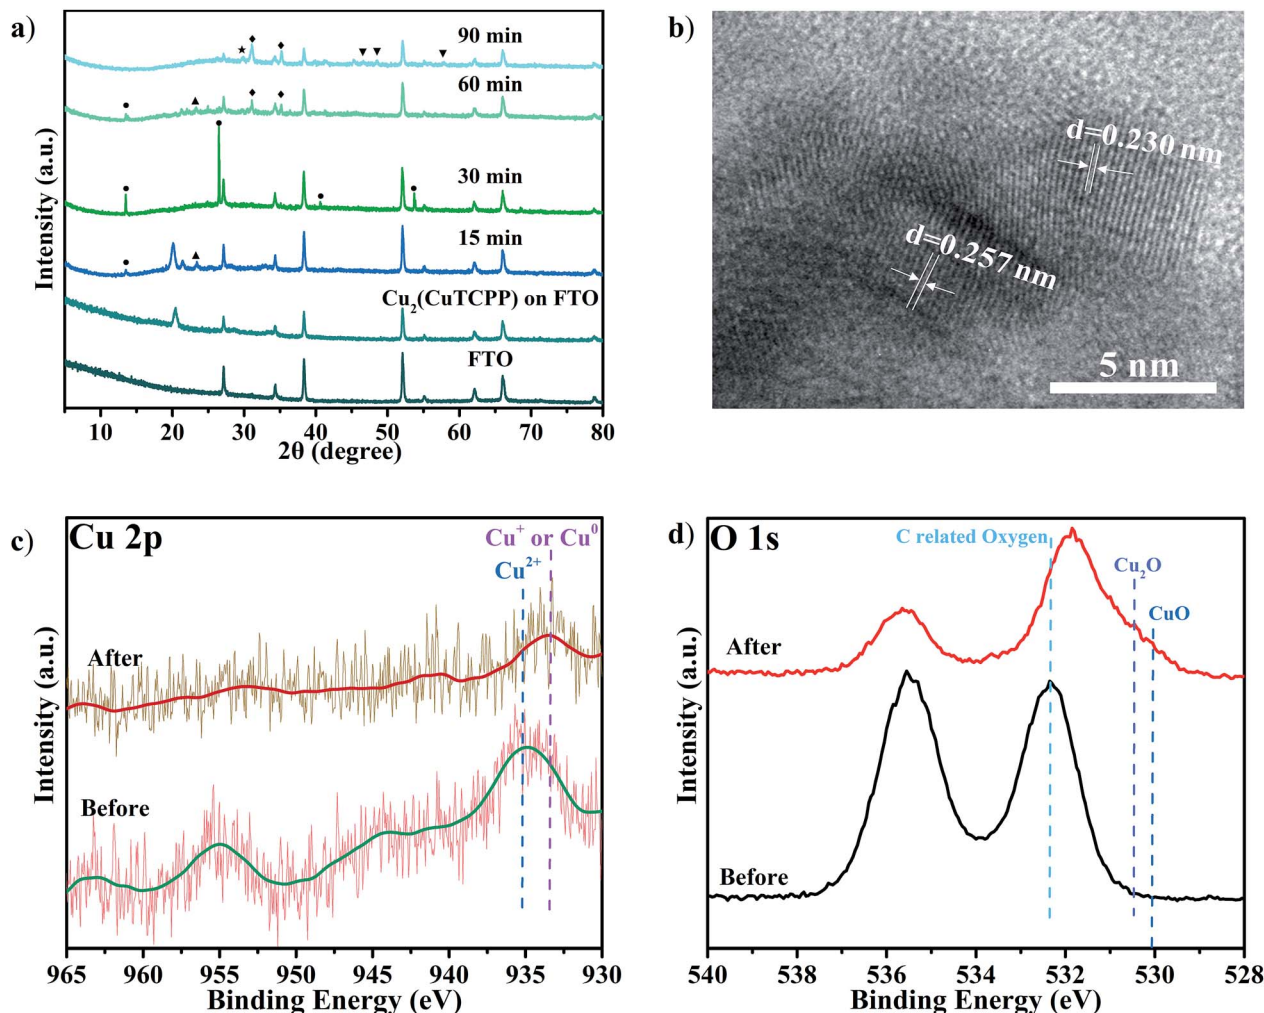 a)
90 min
60 min
30 min
15 min
Cu₂(CuTCPP) on FTO
FTO
Intensity (a.u.)
10 20 30 40 50 60 70 80
2θ (degree)
b)
d=0.230 nm
d=0.257 nm
5 nm
c)
Cu 2p
Cu⁺ or Cu⁰
Cu²⁺
After
Before
Intensity (a.u.)
965 960 955 950 945 940 935 930
Binding Energy (eV)
d)
O 1s
C related Oxygen
Cu₂O
CuO
After
Before
Intensity (a.u.)
540 538 536 534 532 530 528
Binding Energy (eV)